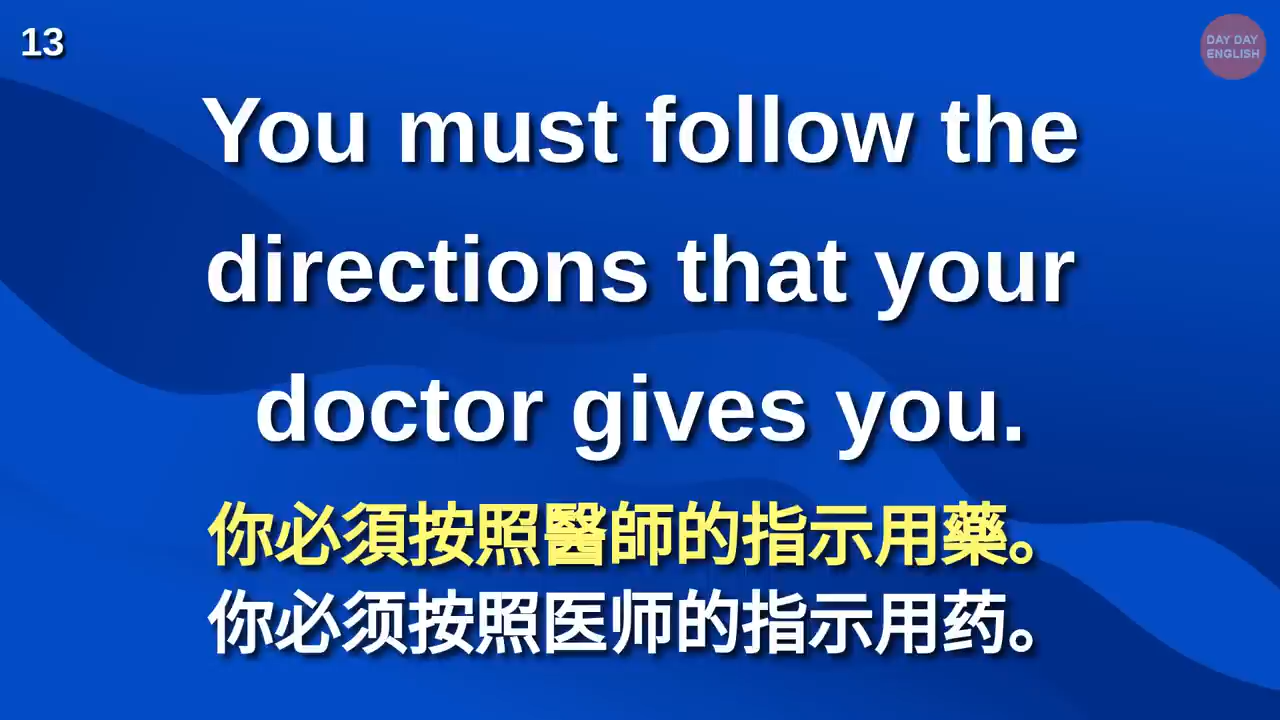 13
DAY DAY
ENGLISH
You must follow the
directions that your
doctor gives you.
你必須按照醫師的指示用藥。
你必须按照医师的指示用药。